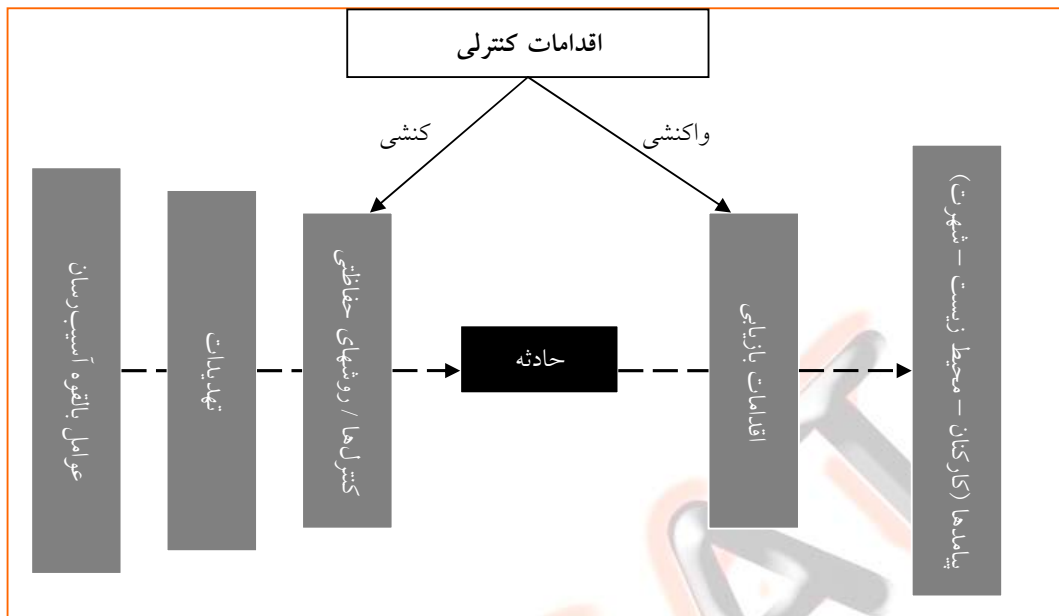 اقدامات کنترلی
کنشی
واکنشی
عوامل بالقوه آسیب‌رسان
تهدیدات
کنترل‌ها / روشهای حفاظتی
حادثه
اقدامات بازیابی
پیامدها (کارکنان – محیط زیست – شهرت)